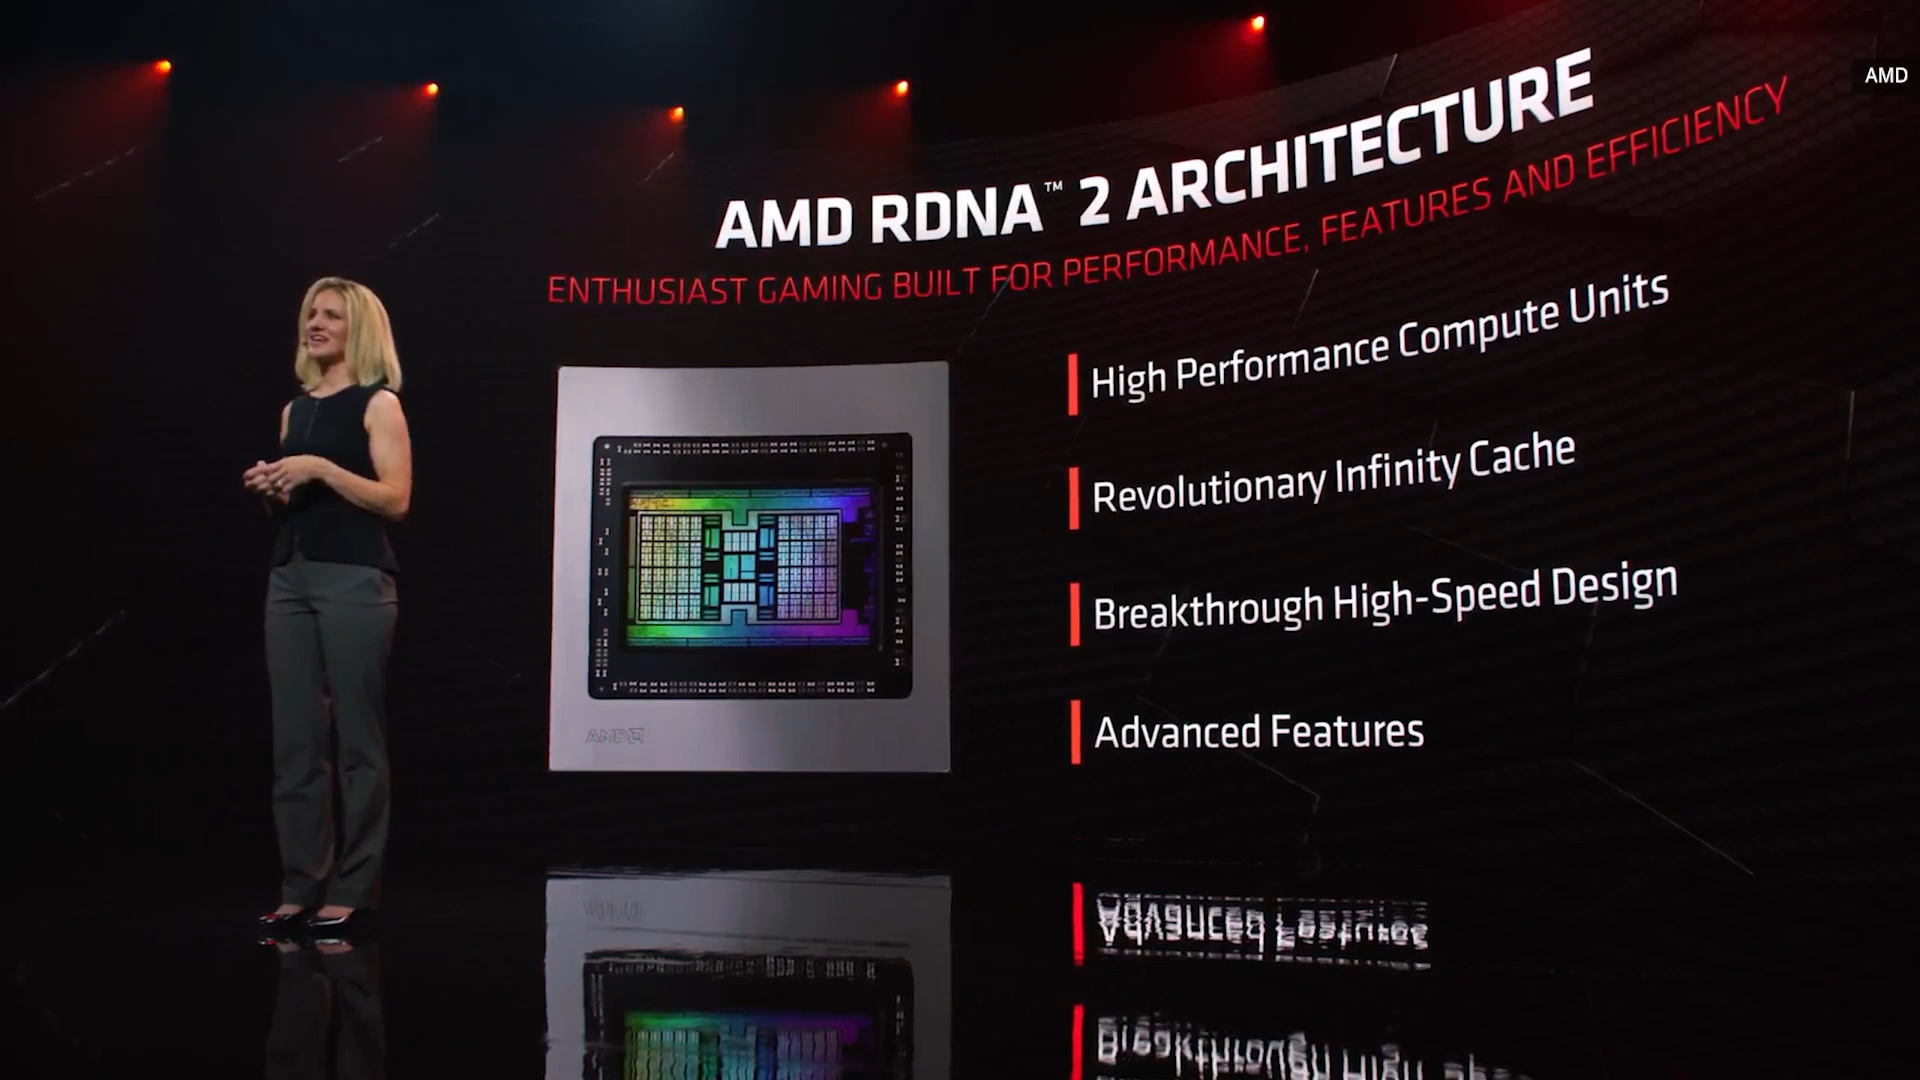 AMD
AMD RDNA™ 2 ARCHITECTURE
ENTHUSIAST GAMING BUILT FOR PERFORMANCE, FEATURES AND EFFICIENCY
High Performance Compute Units
Revolutionary Infinity Cache
Breakthrough High-Speed Design
Advanced Features
AMD